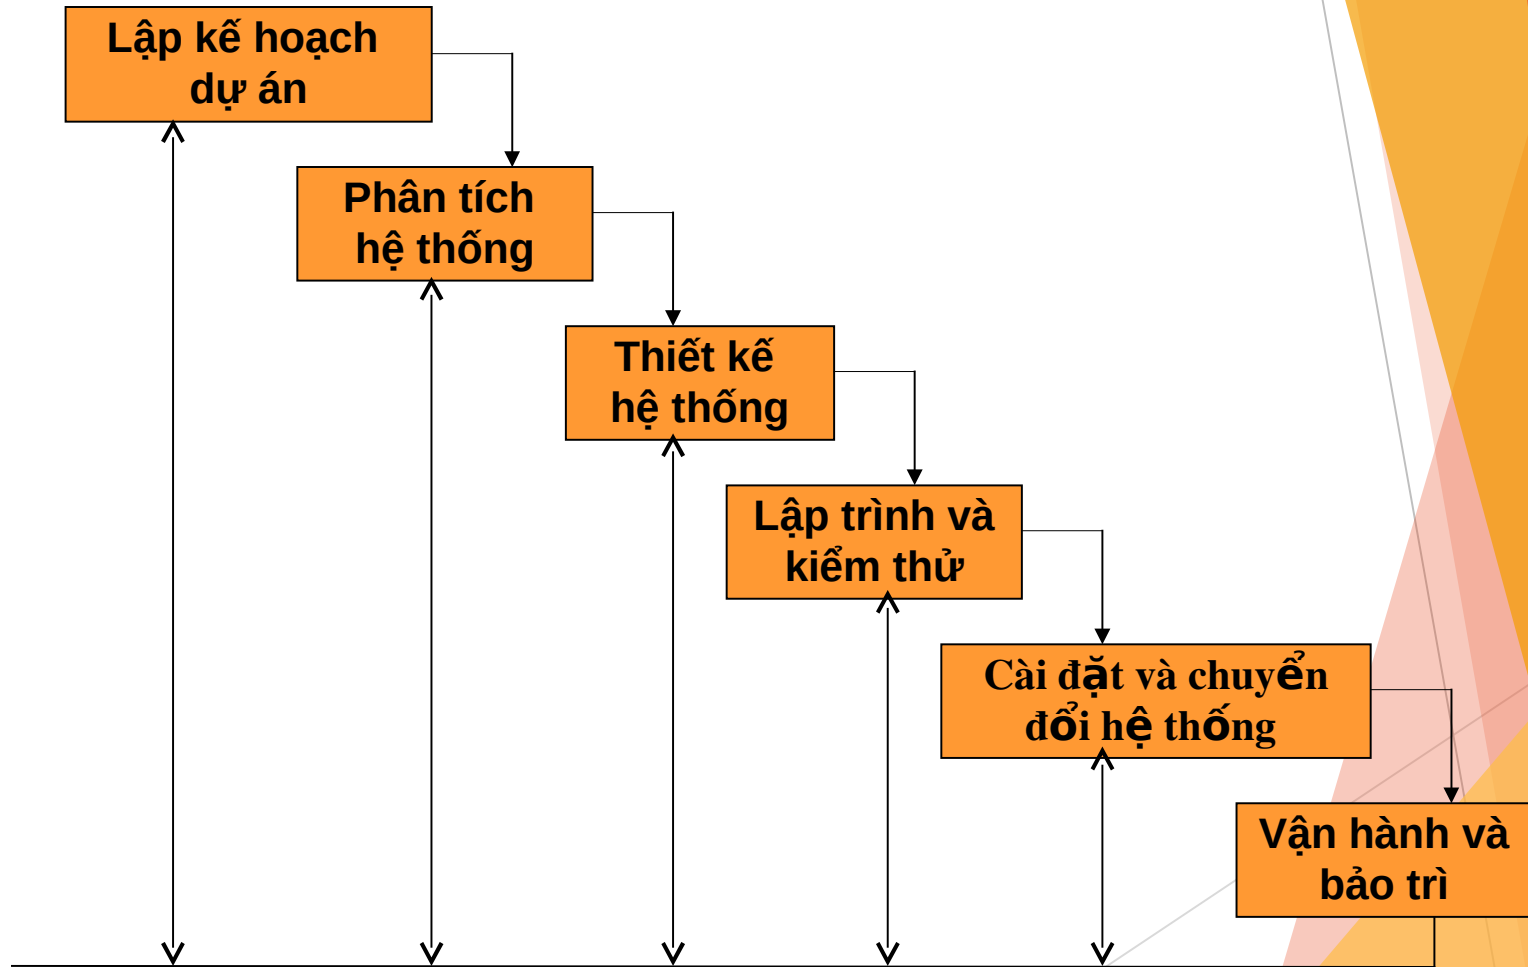 Lập kế hoạch
dự án
Phân tích
hệ thống
Thiết kế
hệ thống
Lập trình và
kiểm thử
Cài đặt và chuyển
đổi hệ thống
Vận hành và
bảo trì